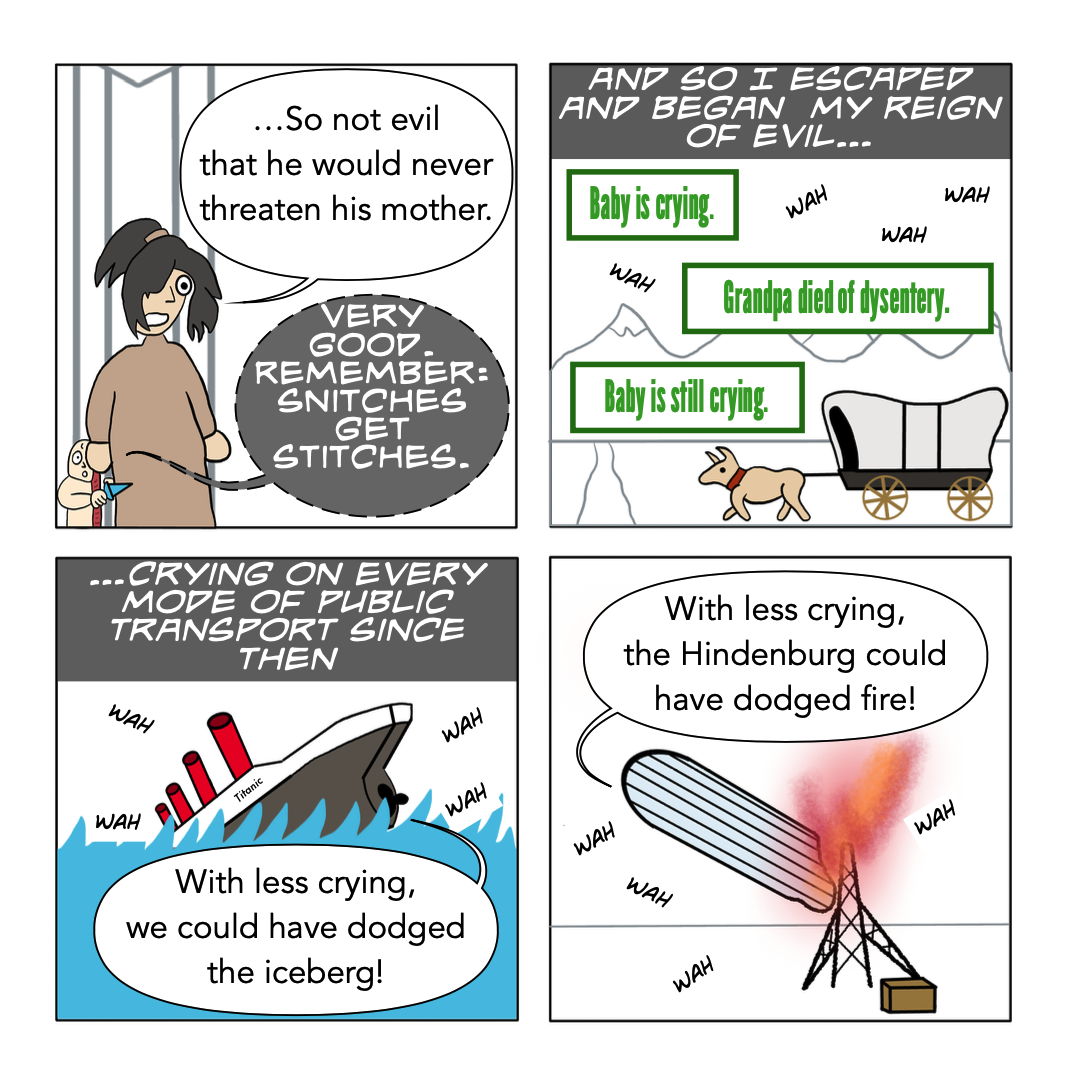 ...So not evil
that he would never
threaten his mother.
VERY
GOOD.
REMEMBER:
SNITCHES
GET
STITCHES.
AND SO I ESCAPED
AND BEGAN MY REIGN
OF EVIL...
Baby is crying.
WAH
WAH
WAH
WAH
Grandpa died of dysentery.
Baby is still crying.
...CRYING ON EVERY
MODE OF PUBLIC
TRANSPORT SINCE
THEN
WAH
WAH
Titanic
WAH
WAH
With less crying,
we could have dodged
the iceberg!
With less crying,
the Hindenburg could
have dodged fire!
WAH
WAH
WAH
WAH